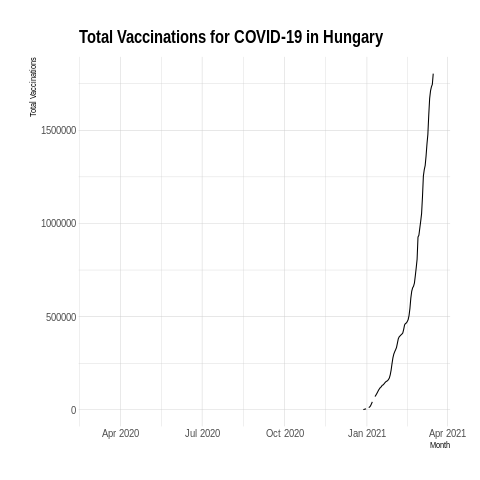 Total Vaccinations for COVID-19 in Hungary
Total Vaccinations
1500000
1000000
500000
0
Apr 2020 Jul 2020 Oct 2020 Jan 2021 Apr 2021
Month